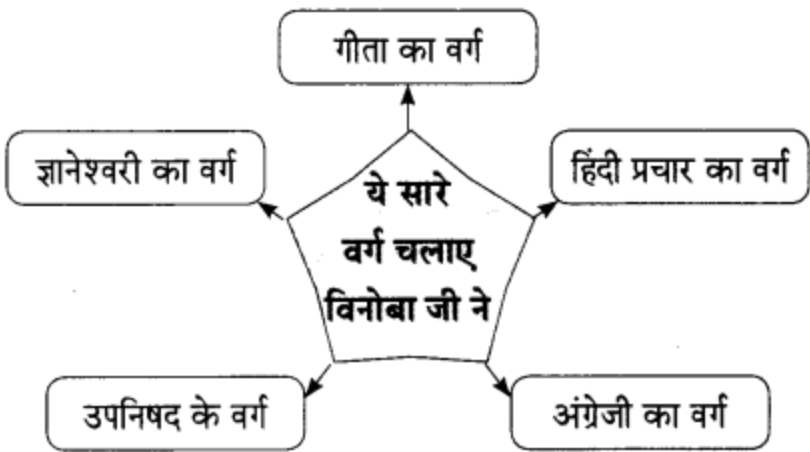 गीता का वर्ग
ज्ञानेश्वरी का वर्ग
हिंदी प्रचार का वर्ग
ये सारे
वर्ग चलाए
विनोबा जी ने
उपनिषद के वर्ग
अंग्रेजी का वर्ग